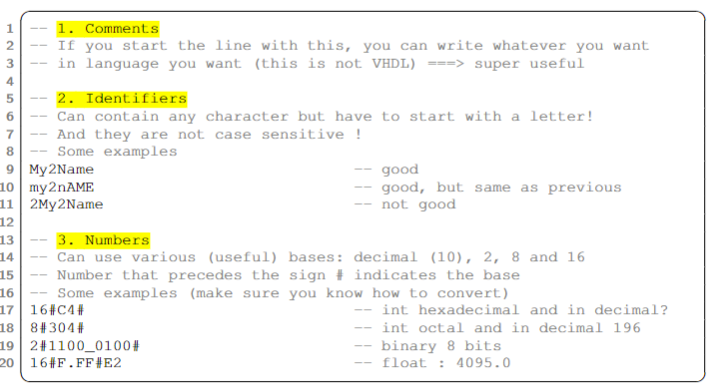 1 -- 1. Comments
2 -- If you start the line with this, you can write whatever you want
3 -- in language you want (this is not VHDL) ===> super useful
4
5 -- 2. Identifiers
6 -- Can contain any character but have to start with a letter!
7 -- And they are not case sensitive !
8 -- Some examples
9 My2Name -- good
10 my2nAME -- good, but same as previous
11 2My2Name -- not good
12
13 -- 3. Numbers
14 -- Can use various (useful) bases: decimal (10), 2, 8 and 16
15 -- Number that precedes the sign # indicates the base
16 -- Some examples (make sure you know how to convert)
17 16#C4# -- int hexadecimal and in decimal?
18 8#304# -- int octal and in decimal 196
19 2#1100_0100# -- binary 8 bits
20 16#F.FF#E2 -- float : 4095.0